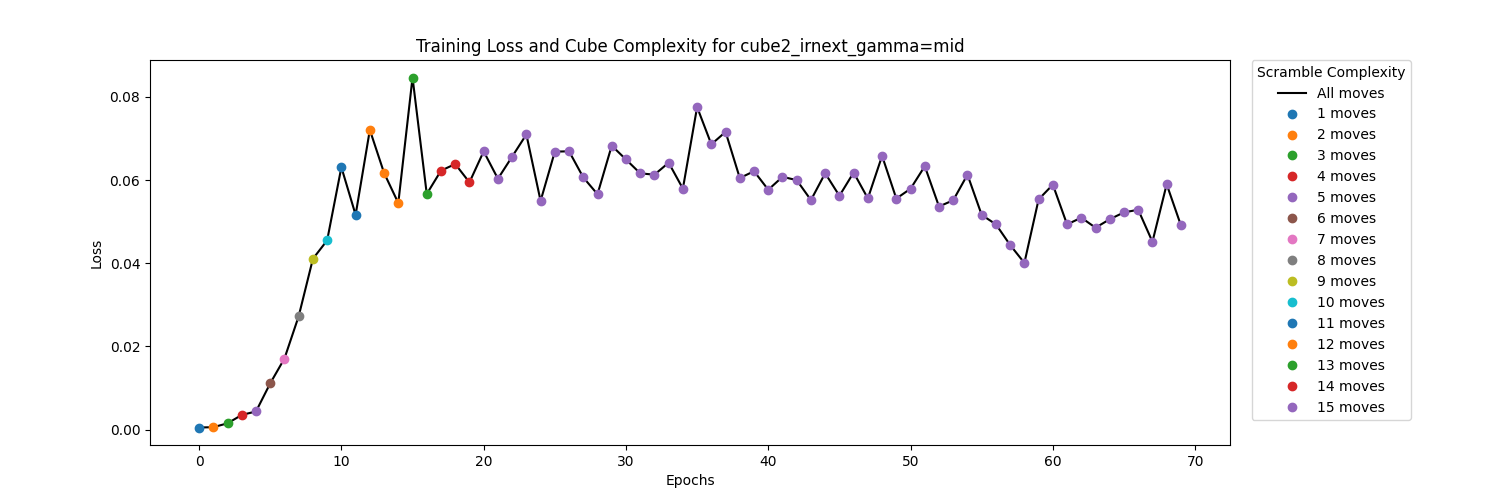 Training Loss and Cube Complexity for cube2_irnext_gamma=mid
Loss
0.08
0.06
0.04
0.02
0.00
0 10 20 30 40 50 60 70
Epochs
Scramble Complexity
All moves
1 moves
2 moves
3 moves
4 moves
5 moves
6 moves
7 moves
8 moves
9 moves
10 moves
11 moves
12 moves
13 moves
14 moves
15 moves